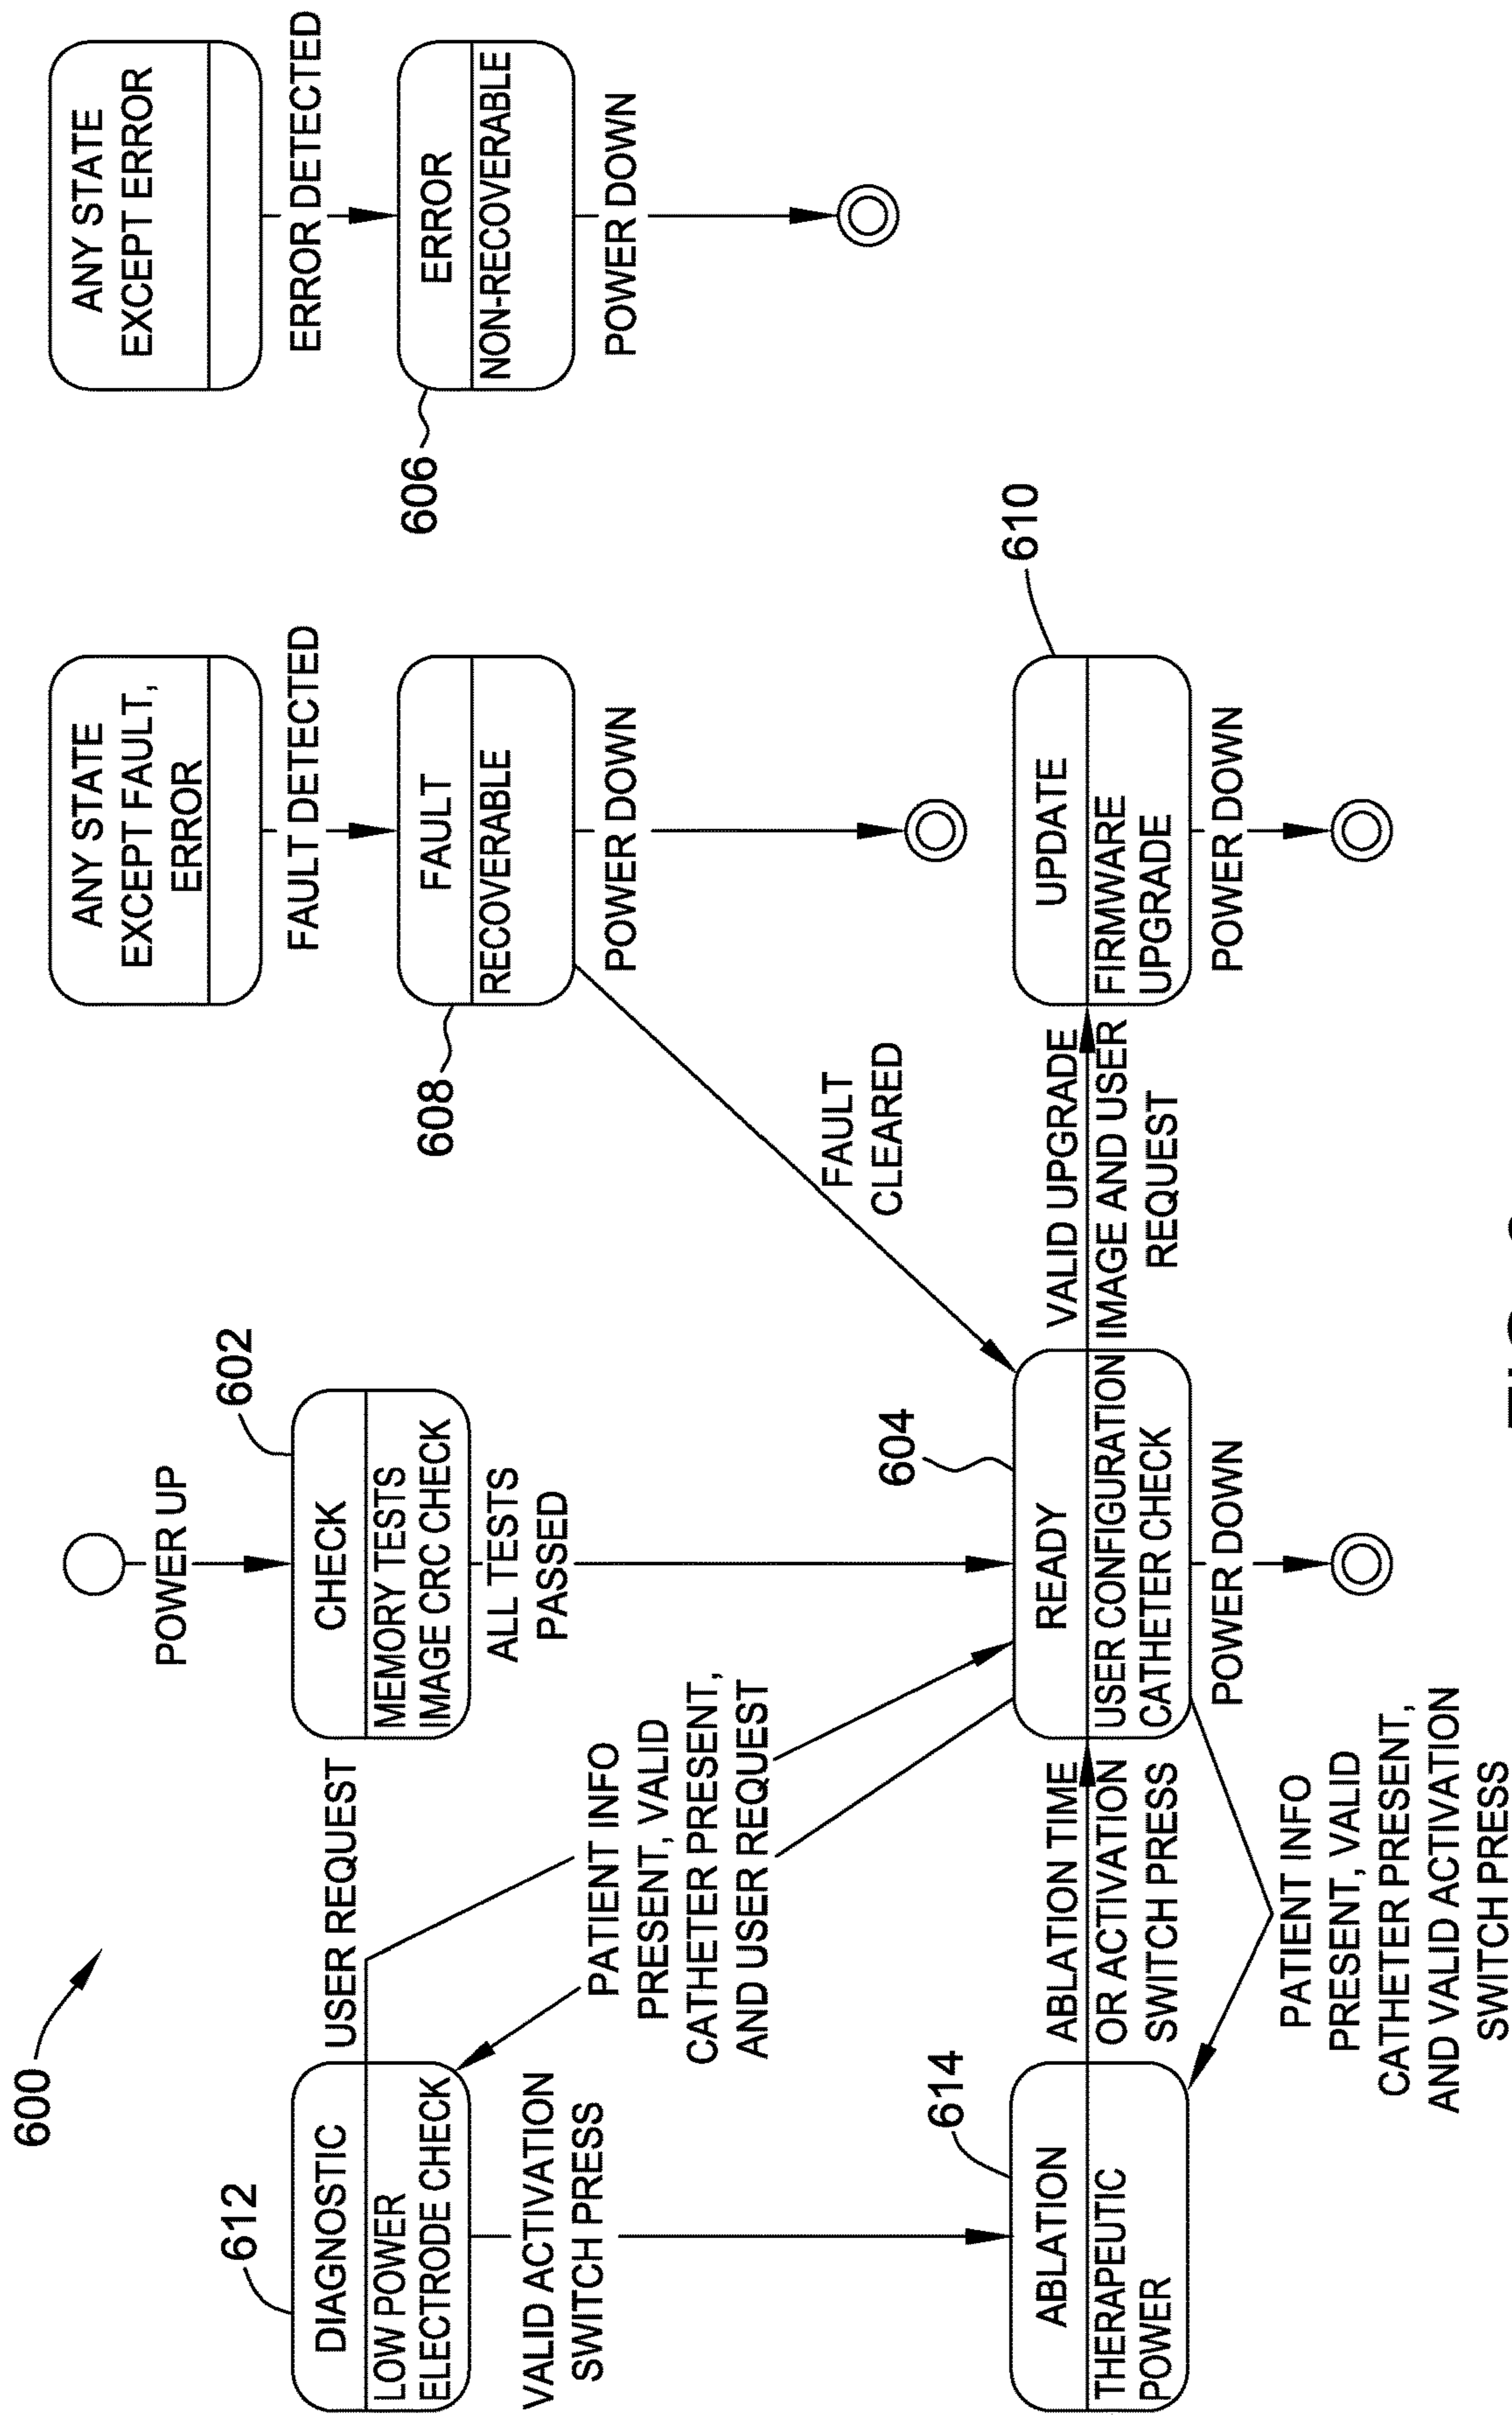 600
POWER UP
602
CHECK
MEMORY TESTS
IMAGE CRC CHECK
ALL TESTS
PASSED
ANY STATE
EXCEPT FAULT,
ERROR
FAULT DETECTED
608
FAULT
RECOVERABLE
POWER DOWN
FAULT
CLEARED
ANY STATE
EXCEPT ERROR
ERROR DETECTED
606
ERROR
NON-RECOVERABLE
POWER DOWN
612
DIAGNOSTIC
LOW POWER
ELECTRODE CHECK
USER REQUEST
PATIENT INFO
PRESENT, VALID
CATHETER PRESENT,
AND USER REQUEST
VALID ACTIVATION
SWITCH PRESS
614
ABLATION
THERAPEUTIC
POWER
ABLATION TIME
OR ACTIVATION
SWITCH PRESS
604
READY
USER CONFIGURATION
CATHETER CHECK
POWER DOWN
PATIENT INFO
PRESENT, VALID
CATHETER PRESENT,
AND VALID ACTIVATION
SWITCH PRESS
VALID UPGRADE
IMAGE AND USER
REQUEST
610
UPDATE
FIRMWARE
UPGRADE
POWER DOWN